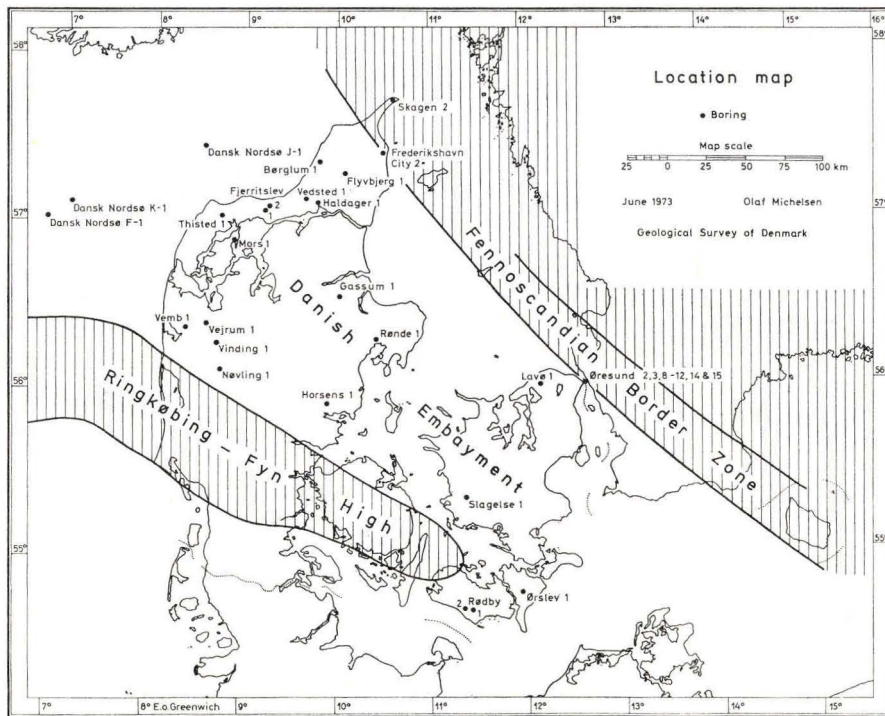 7° 8° 9° 10° 11° 12° 13° 14° 15° 16°
58° 58°
Location map
Boring
Map scale
25 0 25 50 75 100 km
June 1973 Olaf Michelsen
Geological Survey of Denmark
Skagen 2
Dansk Nordsø J-1
Frederikshavn
City 2
Børglum 1
Flyvbjerg 1
Fjerritslev
2
1
Vedsted 1
Haldager 1
Dansk Nordsø K-1
Dansk Nordsø F-1
57° 57°
Thisted 1
Mors 1
Fennoscandian
Border
Zone
Gassum 1
Danish
Embayment
Vemb 1
Vejrum 1
Vinding 1
Rønde 1
Nøvling 1
56° 56°
Lavø 1
Øresund 2,3,8-12,14 & 15
Horsens 1
Ringkøbing - Fyn
High
Slagelse 1
55° 55°
2
Rødby
1
Ørslev 1
7° 8° E.o.Greenwich 9° 10° 11° 12° 13° 14° 15°